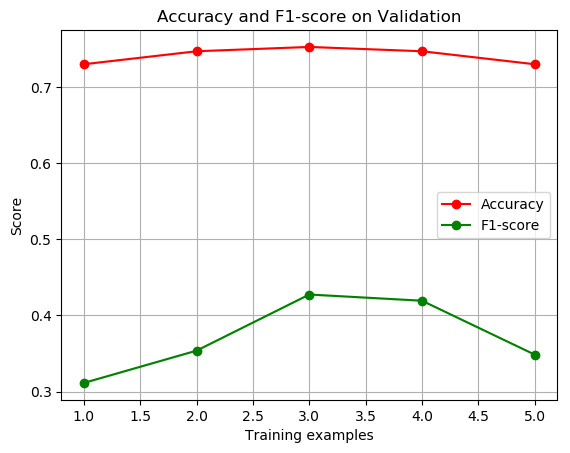 Accuracy and F1-score on Validation
Score
0.7
0.6
0.5
0.4
0.3
Accuracy
F1-score
1.0 1.5 2.0 2.5 3.0 3.5 4.0 4.5 5.0
Training examples